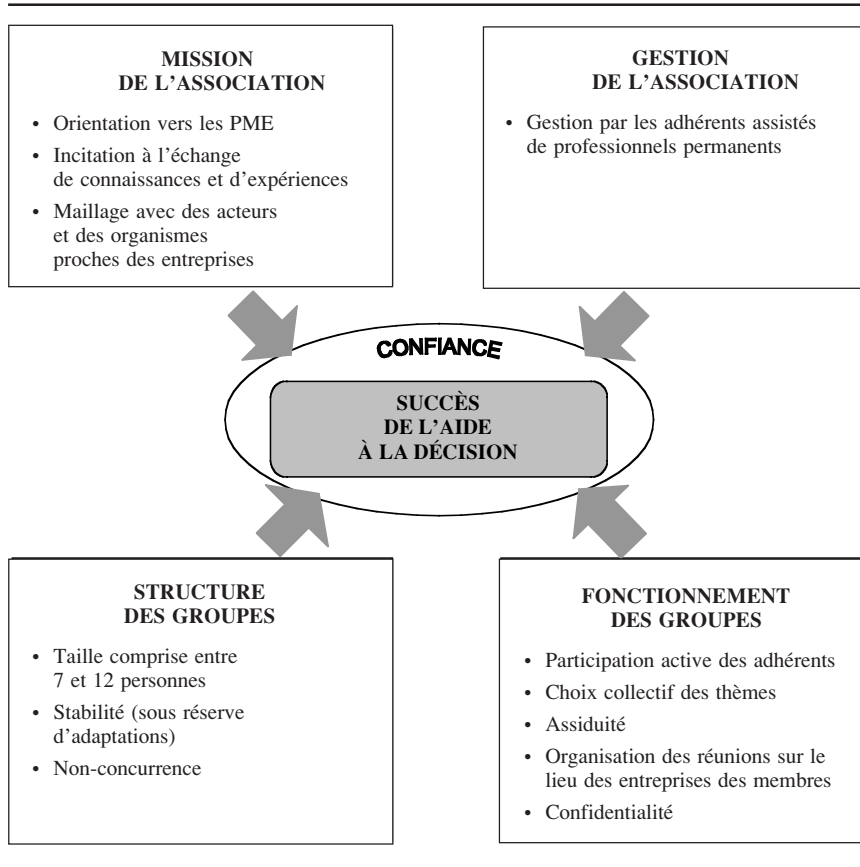 MISSION
DE L'ASSOCIATION
• Orientation vers les PME
• Incitation à l'échange
de connaissances et d'expériences
• Maillage avec des acteurs
et des organismes
proches des entreprises
GESTION
DE L'ASSOCIATION
• Gestion par les adhérents assistés
de professionnels permanents
CONFIANCE
SUCCÈS
DE L'AIDE
À LA DÉCISION
STRUCTURE
DES GROUPES
• Taille comprise entre
7 et 12 personnes
• Stabilité (sous réserve
d'adaptations)
• Non-concurrence
FONCTIONNEMENT
DES GROUPES
• Participation active des adhérents
• Choix collectif des thèmes
• Assiduité
• Organisation des réunions sur le
lieu des entreprises des membres
• Confidentialité